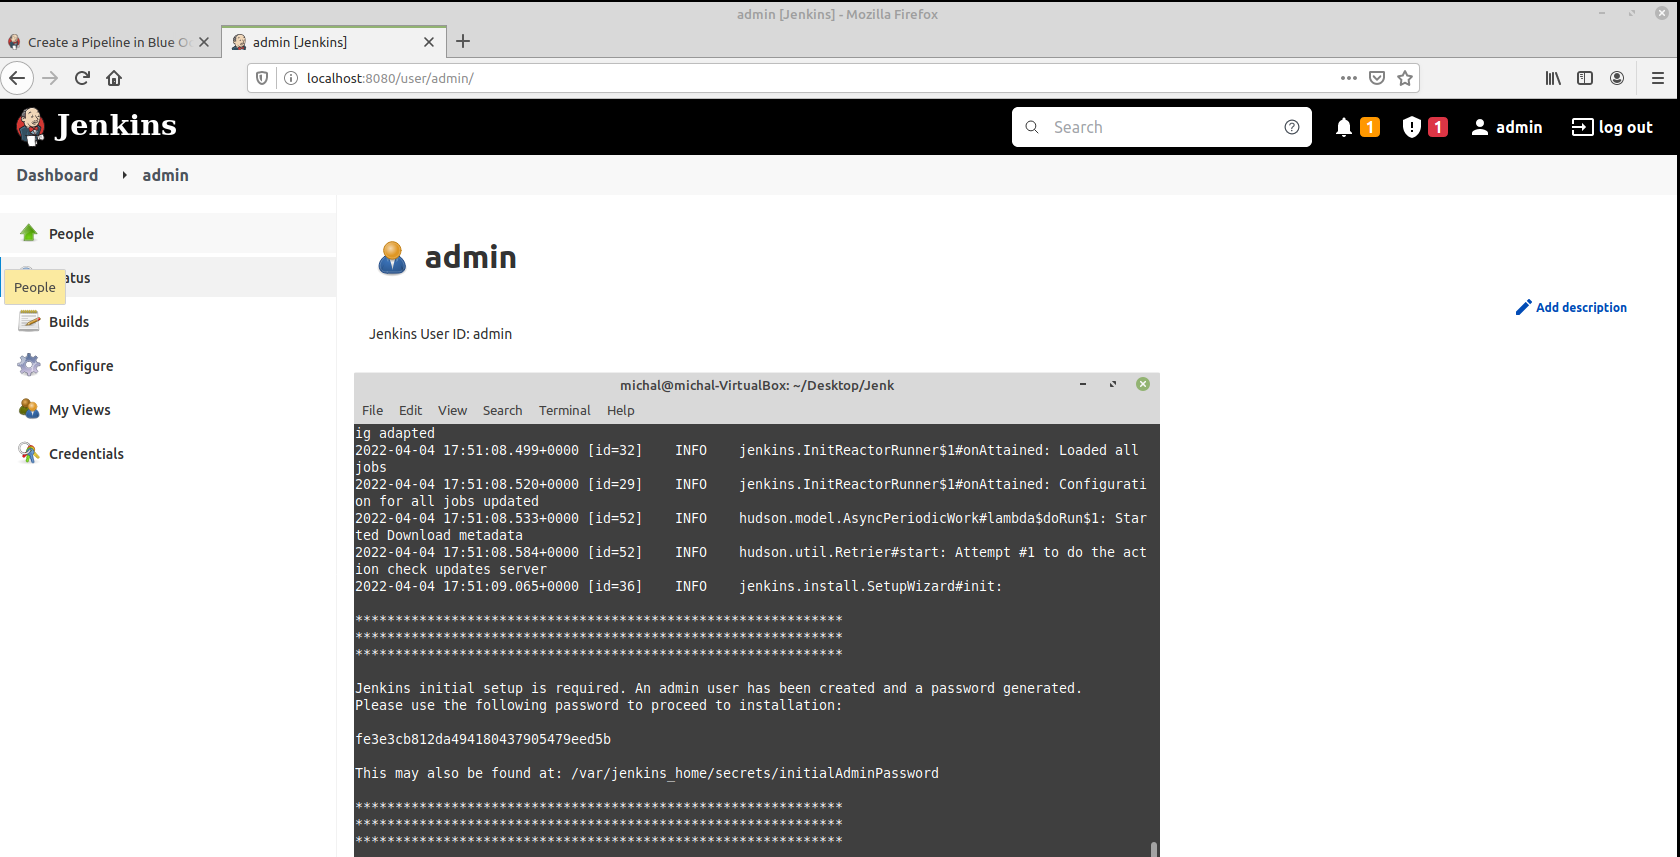 admin [Jenkins] - Mozilla Firefox
Create a Pipeline in Blue Oc
admin [Jenkins]
localhost:8080/user/admin/
Jenkins
Search
1
1
admin
log out
Dashboard
admin
People
atus
People
Builds
Configure
My Views
Credentials
admin
Add description
Jenkins User ID: admin
michal@michal-VirtualBox: ~/Desktop/Jenk
File Edit View Search Terminal Help
ig adapted
2022-04-04 17:51:08.499+0000 [id=32] INFO jenkins.InitReactorRunner$1#onAttained: Loaded all
jobs
2022-04-04 17:51:08.520+0000 [id=29] INFO jenkins.InitReactorRunner$1#onAttained: Configurati
on for all jobs updated
2022-04-04 17:51:08.533+0000 [id=52] INFO hudson.model.AsyncPeriodicWork#lambda$doRun$1: Star
ted Download metadata
2022-04-04 17:51:08.584+0000 [id=52] INFO hudson.util.Retrier#start: Attempt #1 to do the act
ion check updates server
2022-04-04 17:51:09.065+0000 [id=36] INFO jenkins.install.SetupWizard#init:
*************************************************************
*************************************************************
*************************************************************
Jenkins initial setup is required. An admin user has been created and a password generated.
Please use the following password to proceed to installation:
fe3e3cb812da494180437905479eed5b
This may also be found at: /var/jenkins_home/secrets/initialAdminPassword
*************************************************************
*************************************************************
*************************************************************